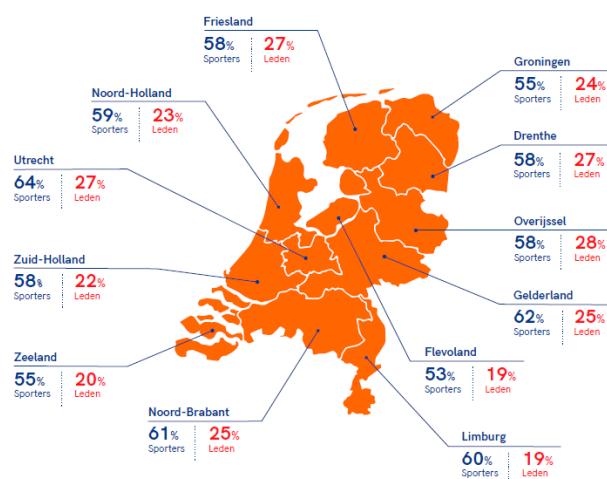 Friesland
58% 27%
Sporters Leden
Groningen
55% 24%
Sporters Leden
Noord-Holland
59% 23%
Sporters Leden
Drenthe
58% 27%
Sporters Leden
Utrecht
64% 27%
Sporters Leden
Overijssel
58% 28%
Sporters Leden
Zuid-Holland
58% 22%
Sporters Leden
Gelderland
62% 25%
Sporters Leden
Zeeland
55% 20%
Sporters Leden
Flevoland
53% 19%
Sporters Leden
Noord-Brabant
61% 25%
Sporters Leden
Limburg
60% 19%
Sporters Leden